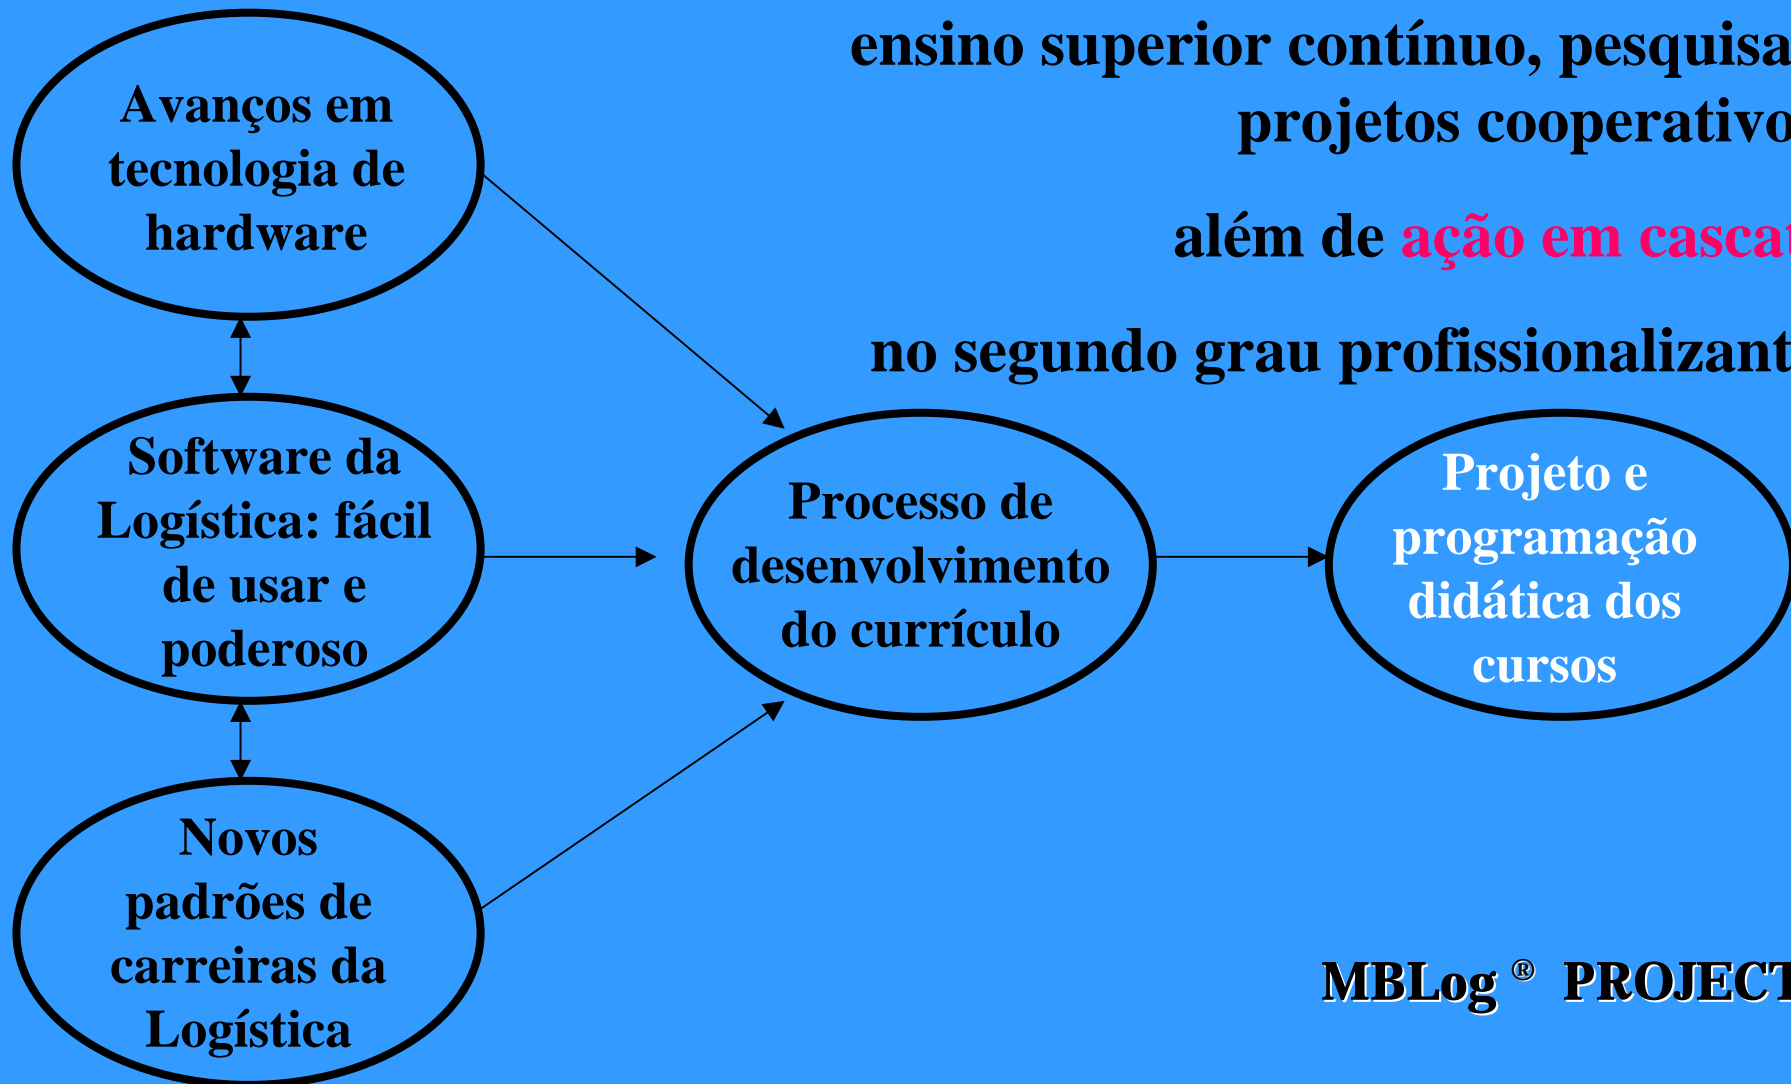 ensino superior contínuo, pesquisa
projetos cooperativo
além de ação em cascat
no segundo grau profissionalizant
Avanços em
tecnologia de
hardware
Software da
Logística: fácil
de usar e
poderoso
Novos
padrões de
carreiras da
Logística
Processo de
desenvolvimento
do currículo
Projeto e
programação
didática dos
cursos
MBLog ® PROJECT